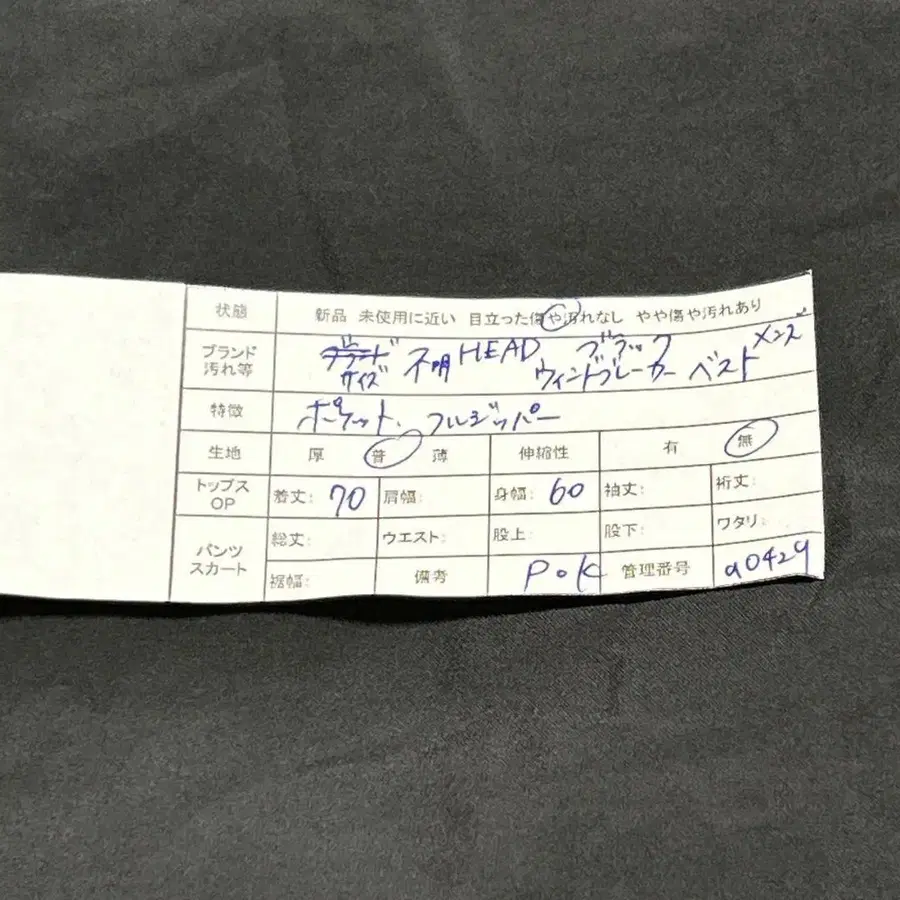 状態 新品 未使用に近い 目立った傷や汚れなし やや傷や汚れあり
ブランド 汚れ等 ブランド サイズ 不明 HEAD ブラック ウィンドブレーカー ベスト メンズ
特徴 ポケット、フルジッパー
生地 厚 普 薄 伸縮性 有 無
トップス OP 着丈: 70 肩幅: 身幅: 60 袖丈: 裄丈:
パンツ スカート 総丈: ウエスト: 股上: 股下: ワタリ:
裾幅: 備考 PoK 管理番号 a0429